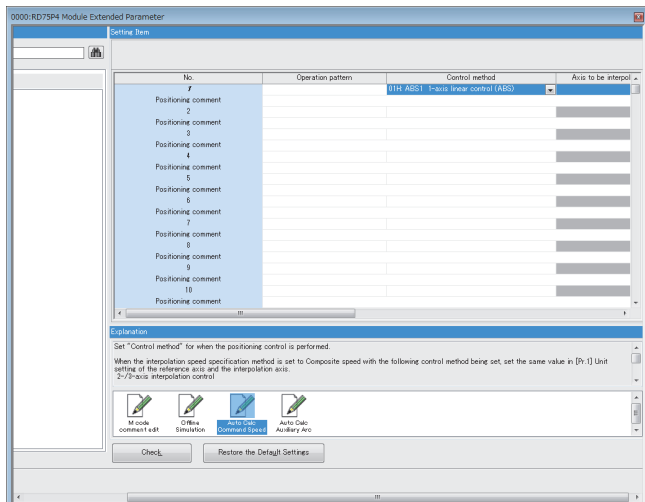 0000:RD75P4 Module Extended Parameter
Setting Item
No. Operation pattern Control method Axis to be interpol
1 01H: ABS1 1-axis linear control (ABS)
Positioning comment
2
Positioning comment
3
Positioning comment
4
Positioning comment
5
Positioning comment
6
Positioning comment
7
Positioning comment
8
Positioning comment
9
Positioning comment
10
Positioning comment
Explanation
Set "Control method" for when the positioning control is performed.
When the interpolation speed specification method is set to Composite speed with the following control method being set, set the same value in [Pr.1] Unit
setting of the reference axis and the interpolation axis.
2-/3-axis interpolation control
M code
comment edit
Offline
Simulation
Auto Calc
Command Speed
Auto Calc
Auxiliary Arc
Check
Restore the Default Settings